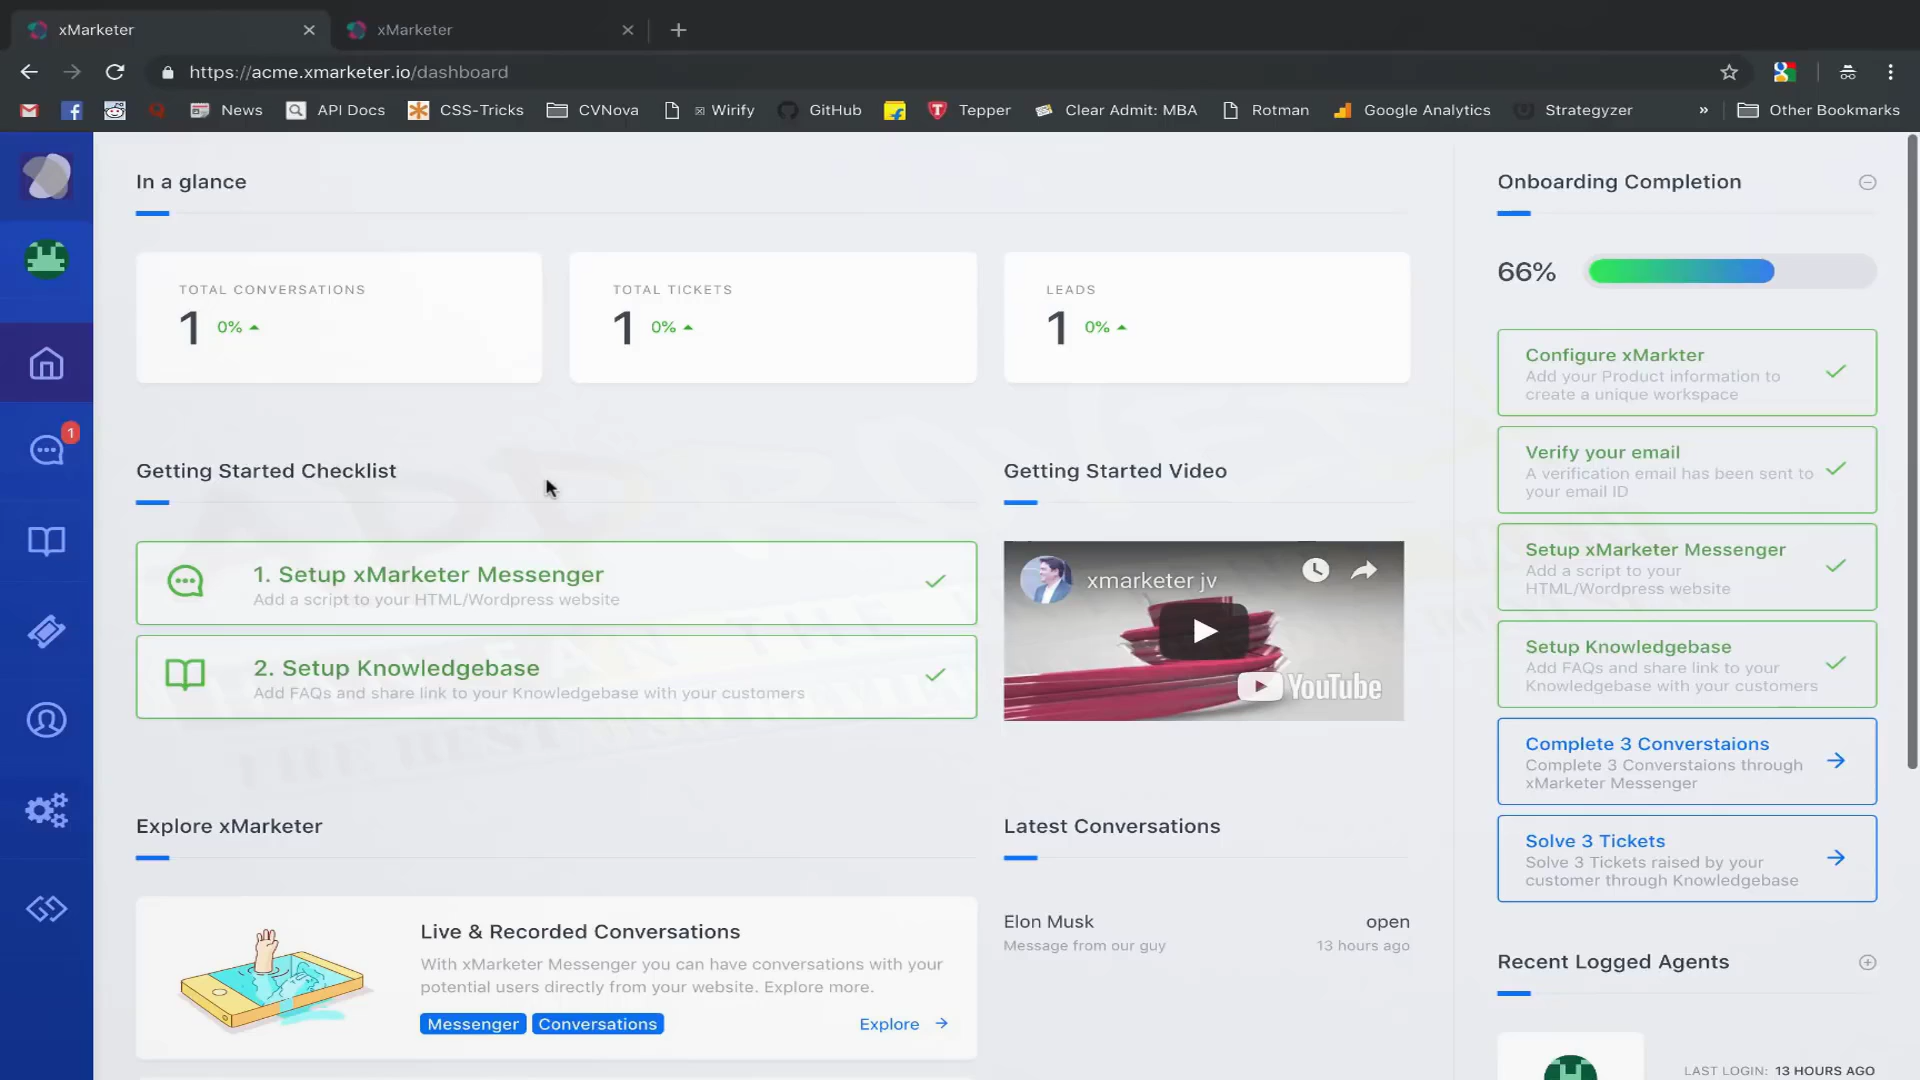 xMarketer
xMarketer
https://acme.xmarketer.io/dashboard
News
API Docs
CSS-Tricks
CVNova
Wirify
GitHub
Tepper
Clear Admit: MBA
Rotman
Google Analytics
Strategyzer
»
Other Bookmarks
In a glance
TOTAL CONVERSATIONS
1 0%
TOTAL TICKETS
1 0%
LEADS
1 0%
1
Getting Started Checklist
1. Setup xMarketer Messenger
Add a script to your HTML/Wordpress website
2. Setup Knowledgebase
Add FAQs and share link to your Knowledgebase with your customers
Getting Started Video
xmarketer jv
YouTube
Explore xMarketer
Live & Recorded Conversations
With xMarketer Messenger you can have conversations with your
potential users directly from your website. Explore more.
Messenger Conversations
Explore
Latest Conversations
Elon Musk open
Message from our guy 13 hours ago
Onboarding Completion
66%
Configure xMarkter
Add your Product information to
create a unique workspace
Verify your email
A verification email has been sent to
your email ID
Setup xMarketer Messenger
Add a script to your
HTML/Wordpress website
Setup Knowledgebase
Add FAQs and share link to your
Knowledgebase with your customers
Complete 3 Converstaions
Complete 3 Converstaions through
xMarketer Messenger
Solve 3 Tickets
Solve 3 Tickets raised by your
customer through Knowledgebase
Recent Logged Agents
LAST LOGIN: 13 HOURS AGO